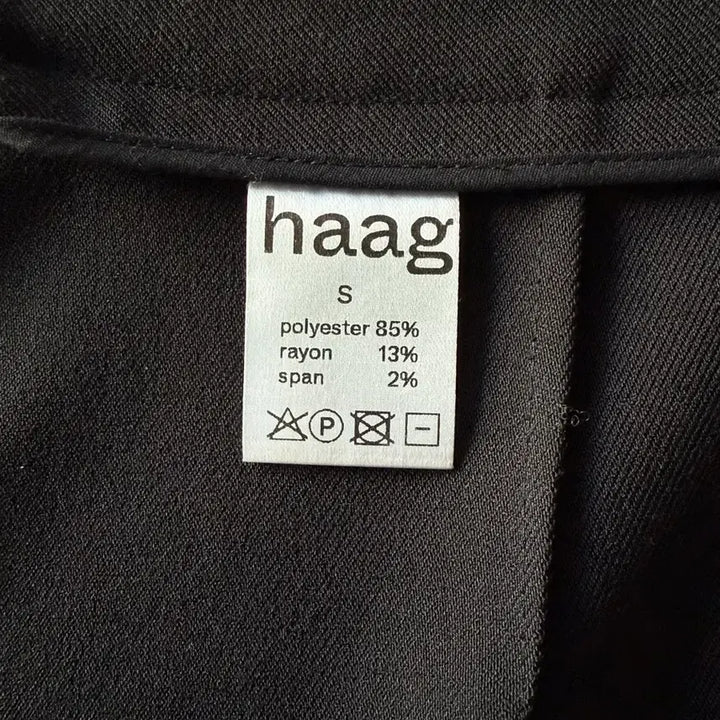 haag
S
polyester 85%
rayon 13%
span 2%
P